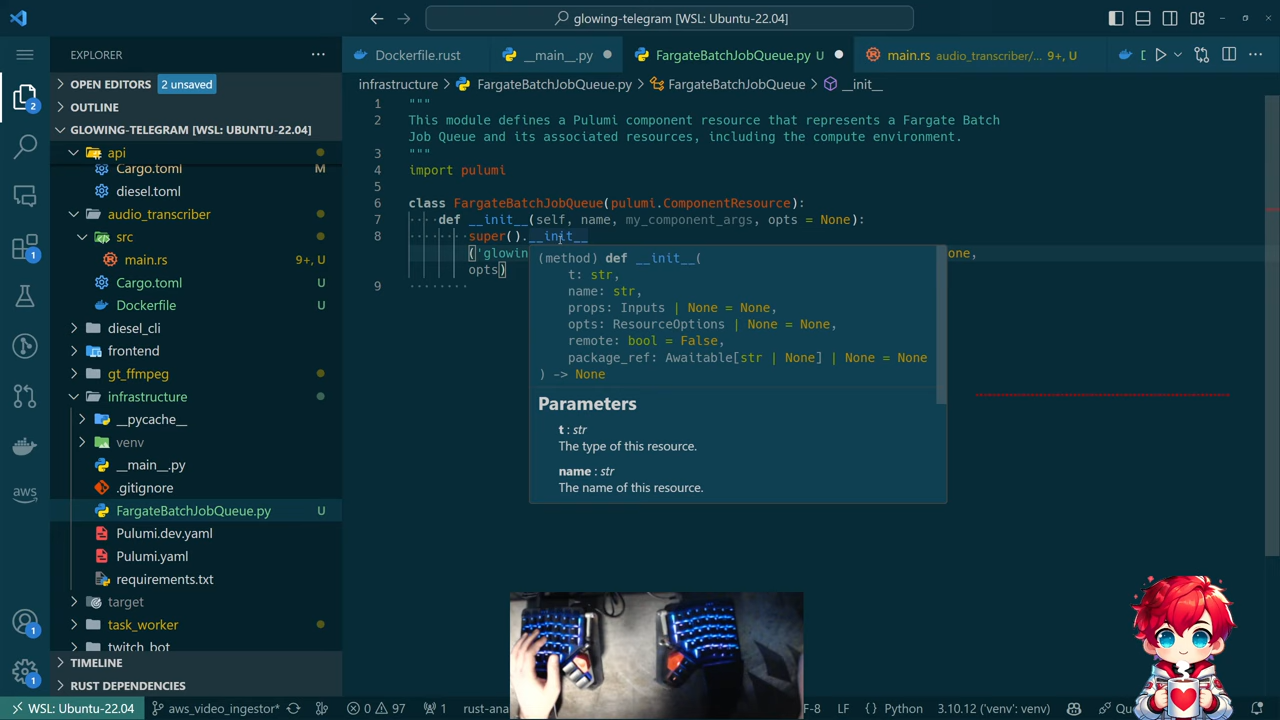 glowing-telegram [WSL: Ubuntu-22.04]
EXPLORER
Dockerfile.rust
__main__.py
FargateBatchJobQueue.py U
main.rs audio_transcriber/... 9+, U
OPEN EDITORS 2 unsaved
infrastructure > FargateBatchJobQueue.py > FargateBatchJobQueue > __init__
OUTLINE
GLOWING-TELEGRAM [WSL: UBUNTU-22.04]
api
Cargo.toml M
diesel.toml
audio_transcriber
src
main.rs 9+, U
Cargo.toml U
Dockerfile U
diesel_cli
frontend
gt_ffmpeg
infrastructure
__pycache__
venv
__main__.py
.gitignore
FargateBatchJobQueue.py U
Pulumi.dev.yaml
Pulumi.yaml
requirements.txt
target
task_worker
twitch_bot
TIMELINE
RUST DEPENDENCIES
1 """
2 This module defines a Pulumi component resource that represents a Fargate Batch
Job Queue and its associated resources, including the compute environment.
3 """
4 import pulumi
5
6 class FargateBatchJobQueue(pulumi.ComponentResource):
7 def __init__(self, name, my_component_args, opts = None):
8 super().__init__
('glowin
one,
opts)
9
(method) def __init__(
t: str,
name: str,
props: Inputs | None = None,
opts: ResourceOptions | None = None,
remote: bool = False,
package_ref: Awaitable[str | None] | None = None
) -> None
Parameters
t : str
The type of this resource.
name : str
The name of this resource.
2
1
aws
1
1
WSL: Ubuntu-22.04
aws_video_ingestor*
0 97
1
rust-ana
F-8
LF
{} Python
3.10.12 ('venv': venv)